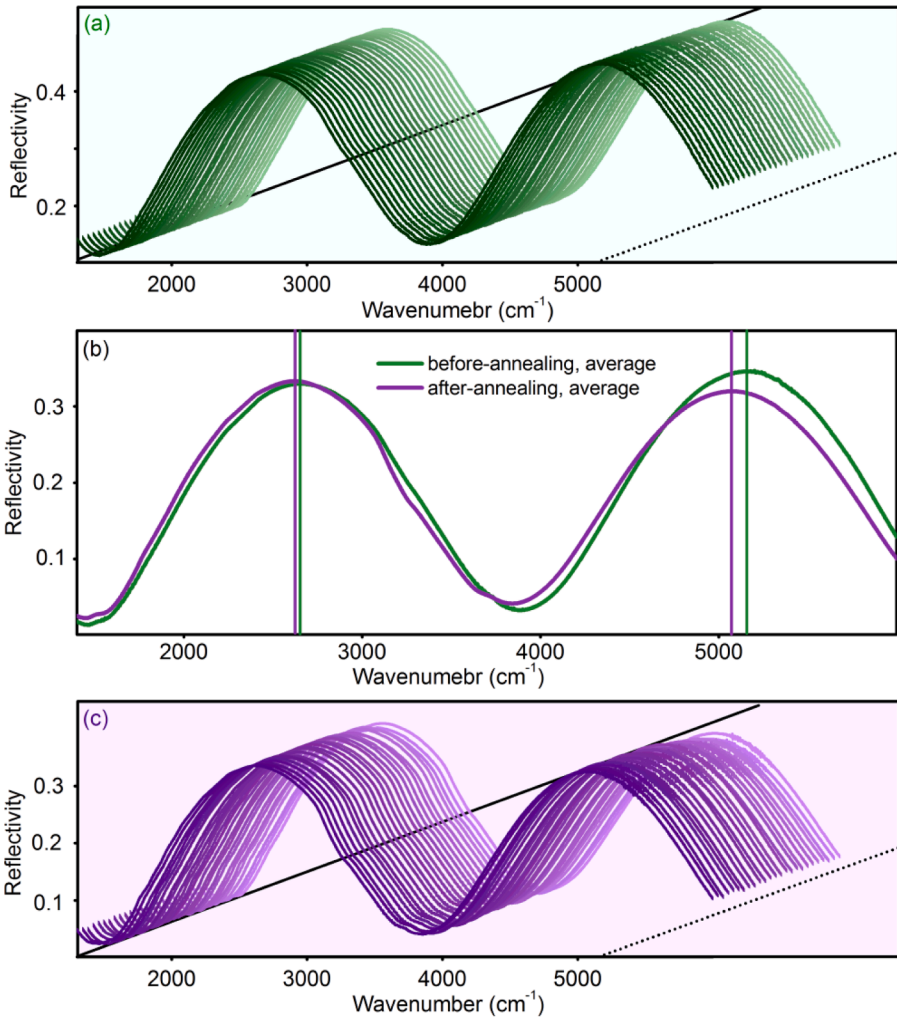 (a)
Reflectivity
0.4
0.2
2000 3000 4000 5000
Wavenumebr (cm-1)
(b)
before-annealing, average
after-annealing, average
Reflectivity
0.3
0.2
0.1
2000 3000 4000 5000
Wavenumebr (cm-1)
(c)
Reflectivity
0.3
0.2
0.1
2000 3000 4000 5000
Wavenumber (cm-1)